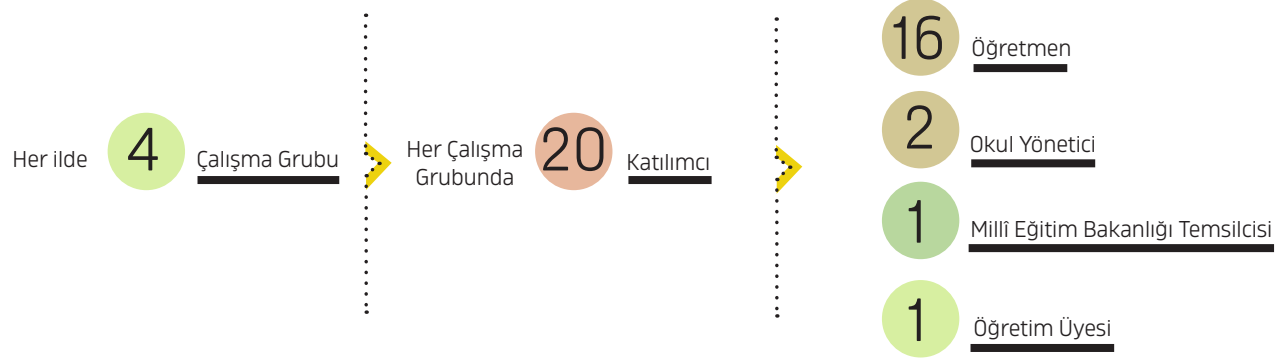 Her ilde
4
Çalışma Grubu
Her Çalışma
Grubunda
20
Katılımcı
16
Öğretmen
2
Okul Yönetici
1
Millî Eğitim Bakanlığı Temsilcisi
1
Öğretim Üyesi